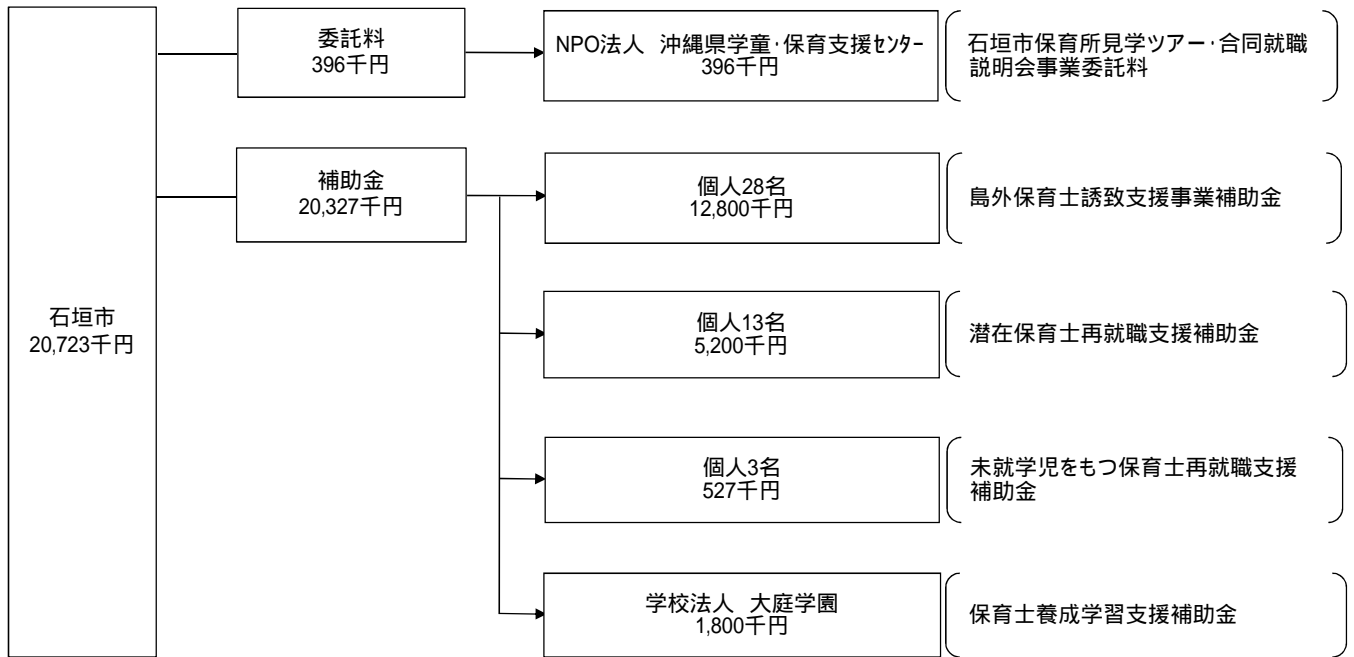 委託料
396千円
NPO法人 沖縄県学童・保育支援センター
396千円
石垣市保育所見学ツアー・合同就職
説明会事業委託料
補助金
20,327千円
個人28名
12,800千円
島外保育士誘致支援事業補助金
石垣市
20,723千円
個人13名
5,200千円
潜在保育士再就職支援補助金
個人3名
527千円
未就学児をもつ保育士再就職支援
補助金
学校法人 大庭学園
1,800千円
保育士養成学習支援補助金